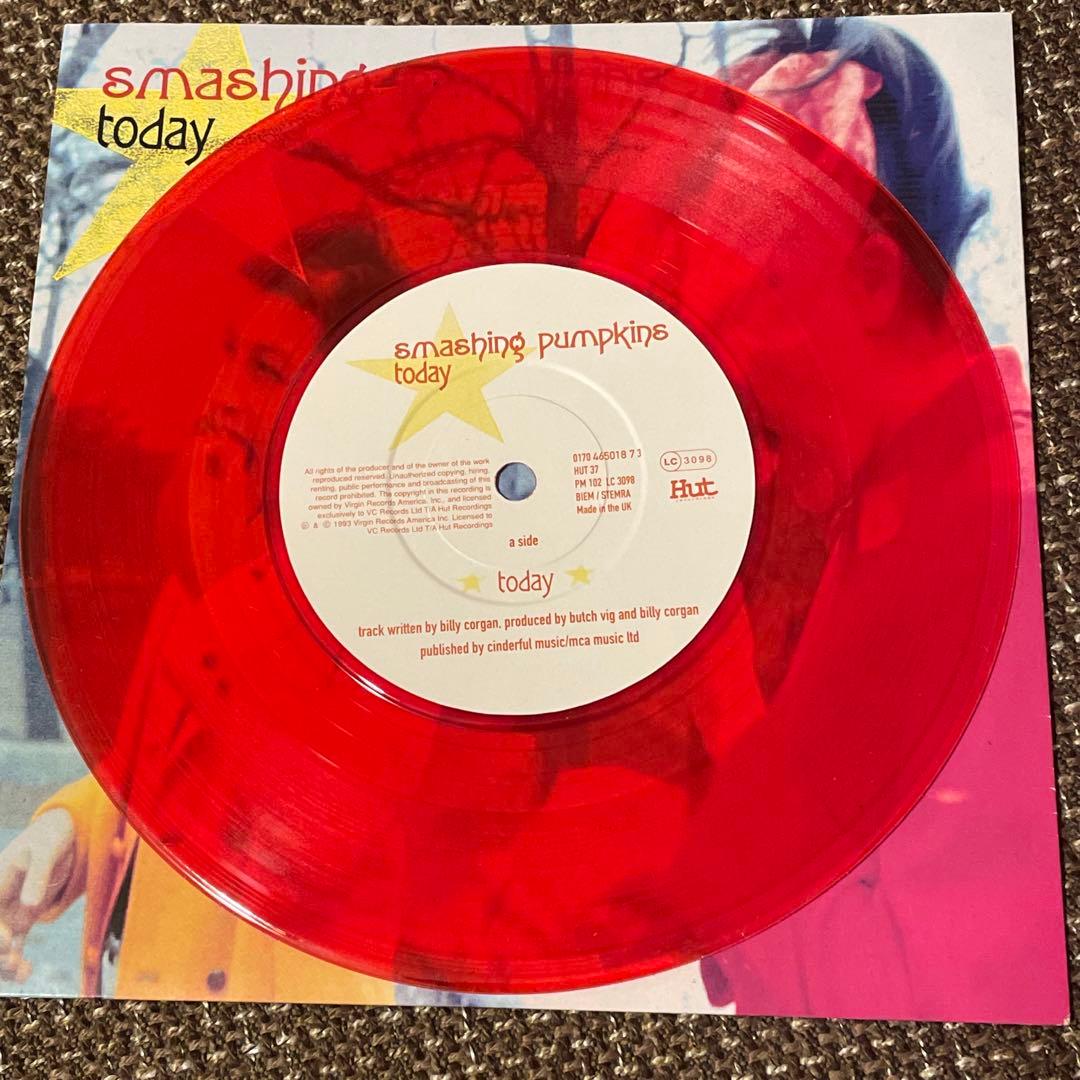 smashing
today
smashing pumpkins
today
All rights of the producer and of the owner of the work
reproduced reserved. Unauthorized copying, hiring,
renting, public performance and broadcasting of this
record prohibited. The copyright in this recording is
owned by Virgin Records America, Inc., and licensed
exclusively to VC Records Ltd T/A Hut Recordings
℗ & © 1993 Virgin Records America Inc. Licensed to
VC Records Ltd T/A Hut Recordings
0170 465018 7 3
HUT 37
PM 102 LC 3098
BIEM / STEMRA
Made in the UK
LC 3098
Hut
a side
today
track written by billy corgan, produced by butch vig and billy corgan
published by cinderful music/mca music ltd